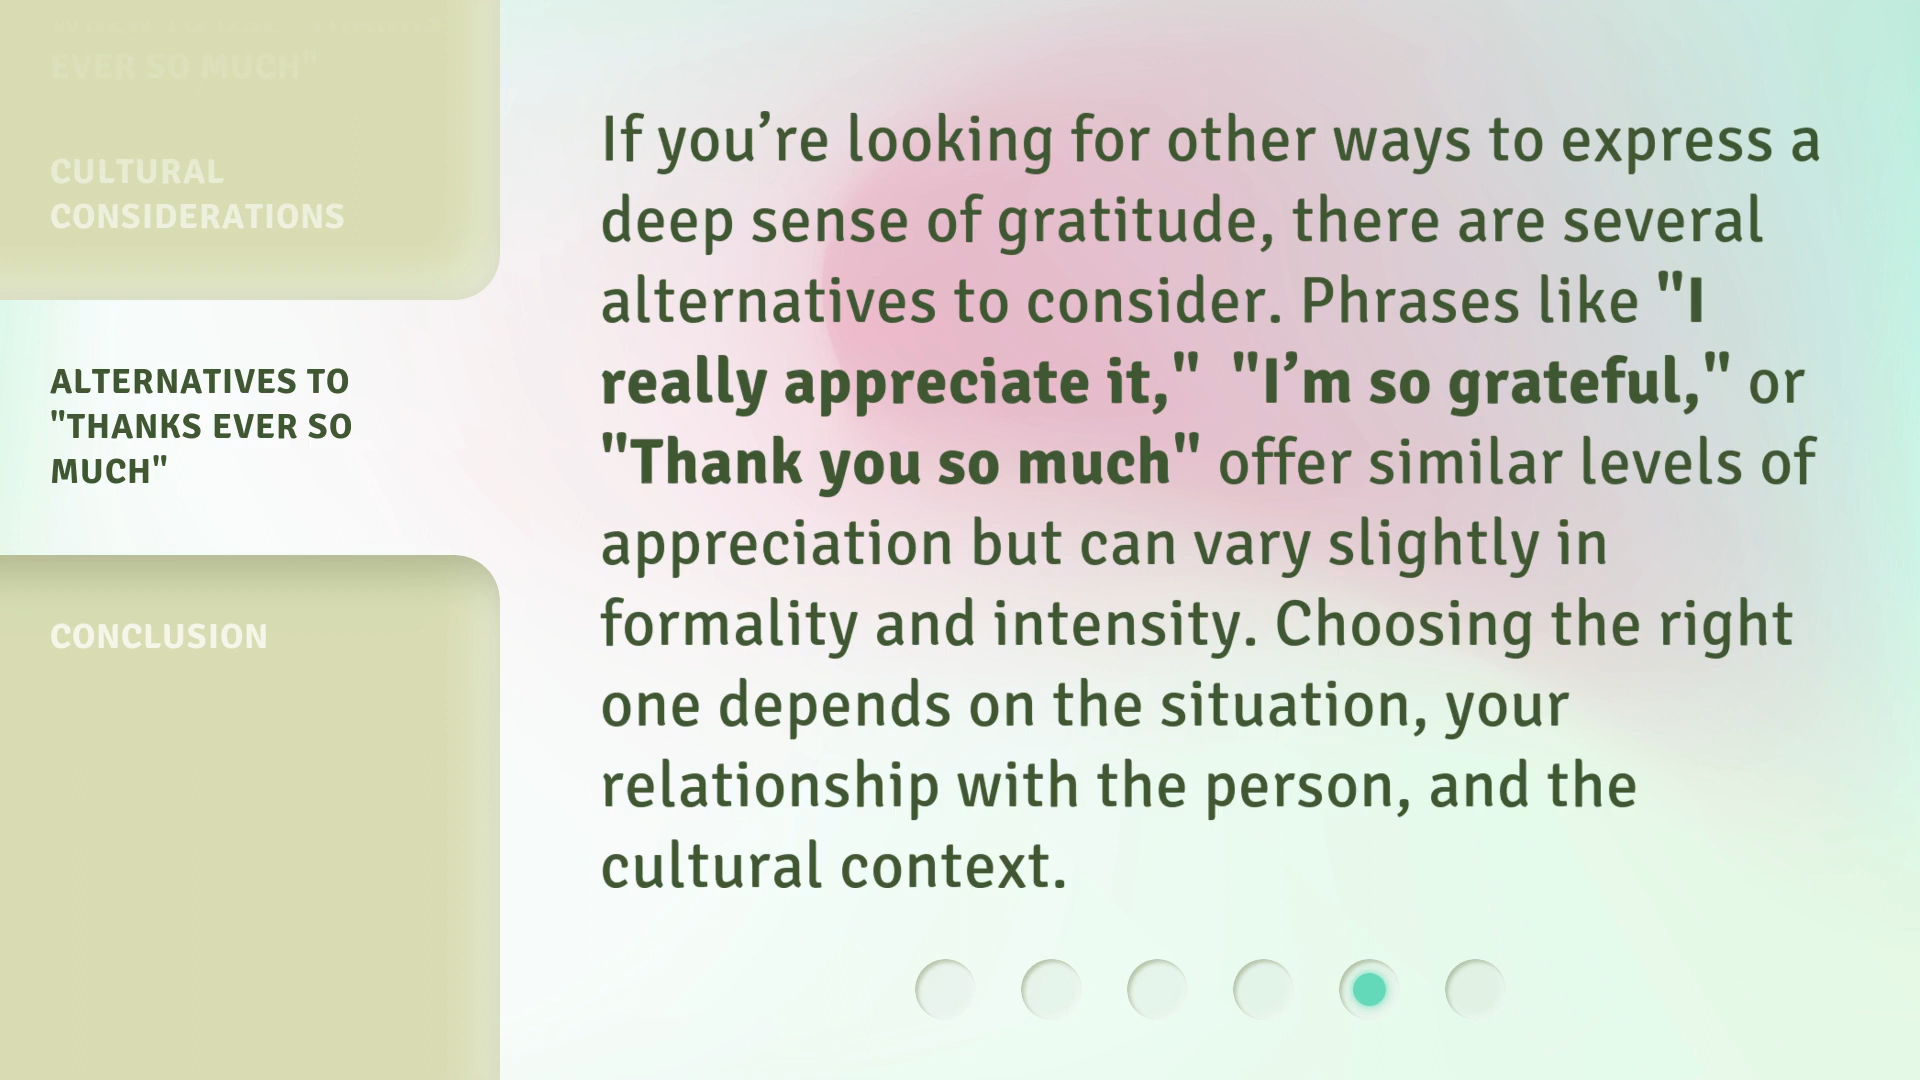 EVER SO MUCH"
CULTURAL
CONSIDERATIONS
ALTERNATIVES TO
"THANKS EVER SO
MUCH"
CONCLUSION
If you’re looking for other ways to express a
deep sense of gratitude, there are several
alternatives to consider. Phrases like "I
really appreciate it," "I’m so grateful," or
"Thank you so much" offer similar levels of
appreciation but can vary slightly in
formality and intensity. Choosing the right
one depends on the situation, your
relationship with the person, and the
cultural context.